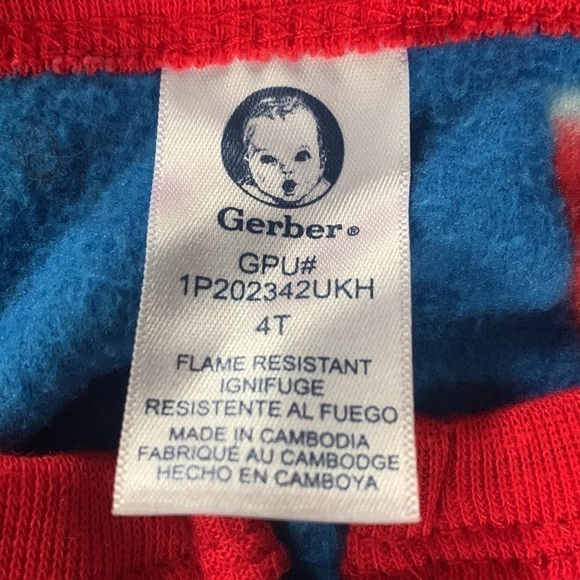 Gerber®
GPU#
1P202342UKH
4T
FLAME RESISTANT
IGNIFUGE
RESISTENTE AL FUEGO
MADE IN CAMBODIA
FABRIQUÉ AU CAMBODGE
HECHO EN CAMBOYA